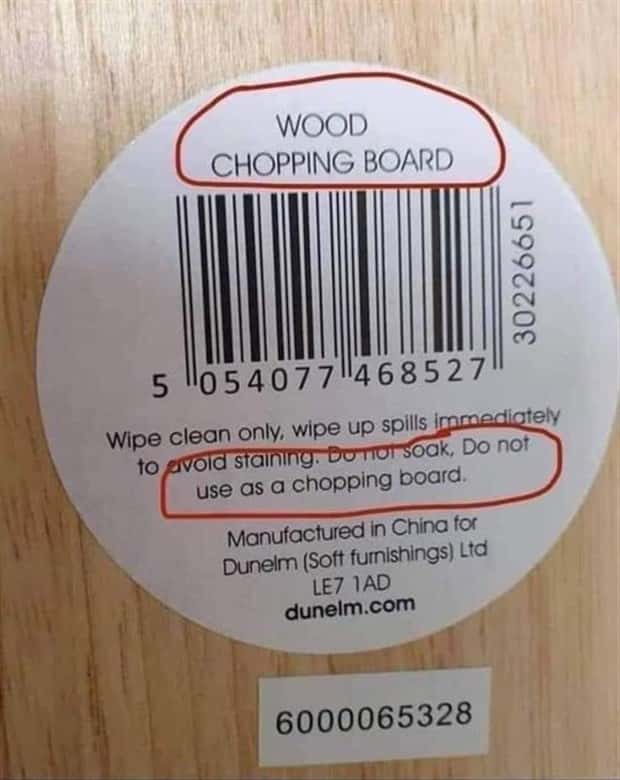 WOOD
CHOPPING BOARD
30226651
5 054077 468527
Wipe clean only, wipe up spills immediately
to avoid staining. Do not soak, Do not
use as a chopping board.
Manufactured in China for
Dunelm (Soft furnishings) Ltd
LE7 1AD
dunelm.com
6000065328